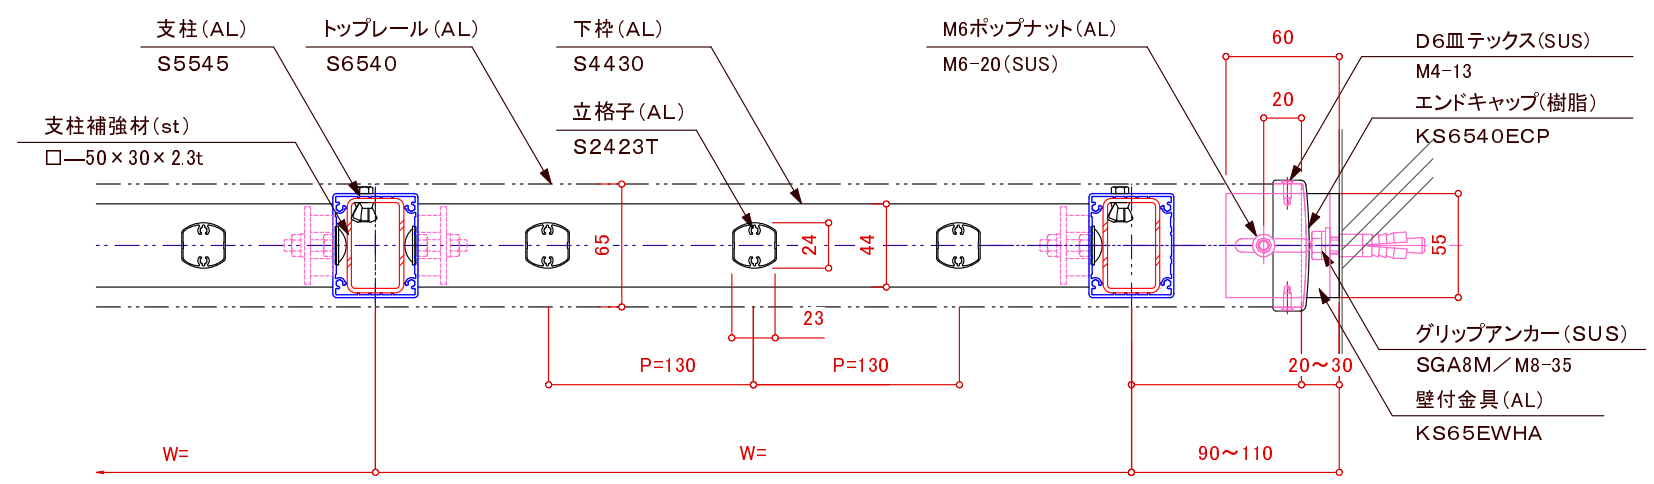 支柱(AL)
S5545
トップレール(AL)
S6540
下枠(AL)
S4430
M6ポップナット(AL)
M6-20(SUS)
60
D6皿テックス(SUS)
M4-13
20
エンドキャップ(樹脂)
KS6540ECP
立格子(AL)
S2423T
支柱補強材(st)
□―50×30×2.3t
65
24
44
55
23
P=130
P=130
20～30
グリップアンカー(SUS)
SGA8M／M8-35
壁付金具(AL)
KS65EWHA
W=
W=
90～110